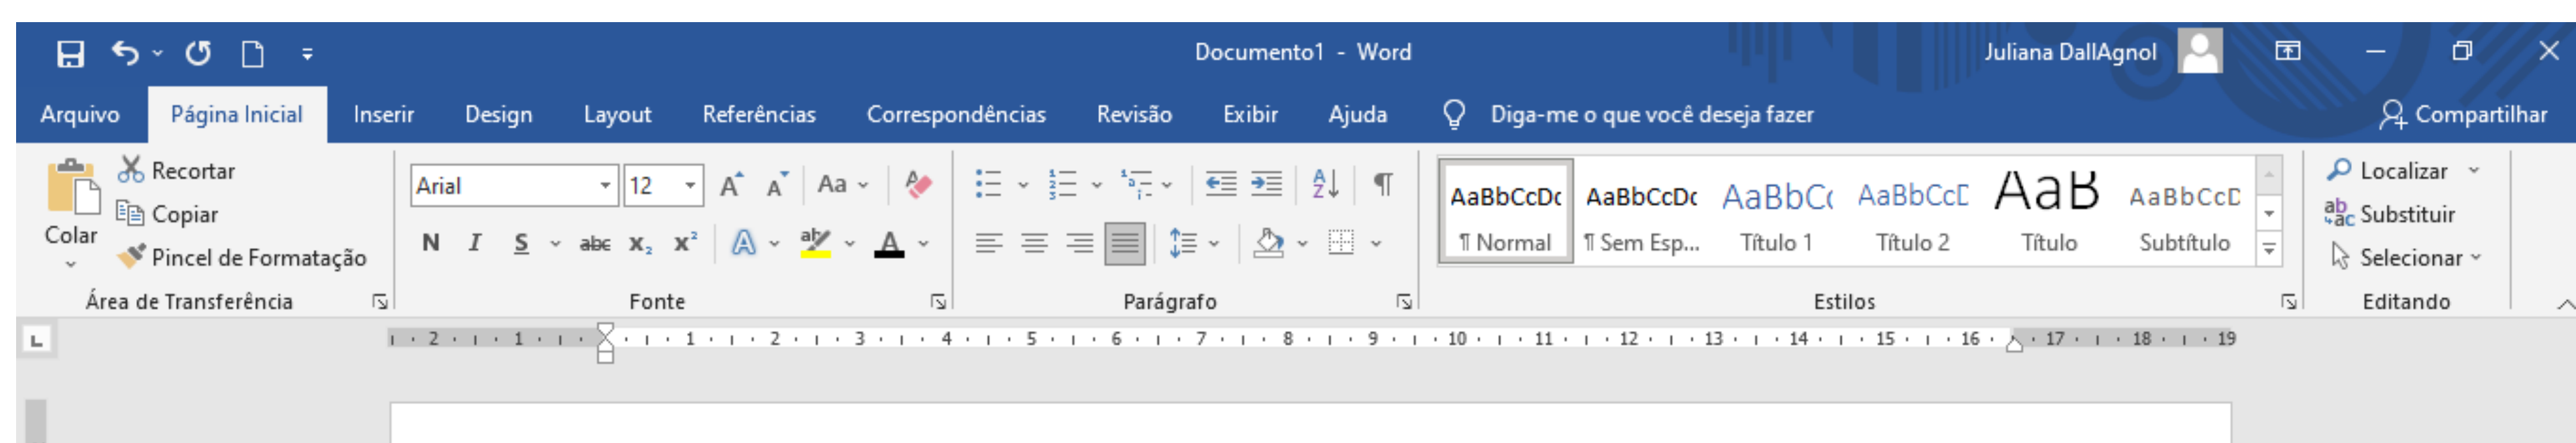 Documento1 - Word
Juliana DallAgnol
Arquivo Página Inicial Inserir Design Layout Referências Correspondências Revisão Exibir Ajuda Diga-me o que você deseja fazer Compartilhar
Colar
Recortar
Copiar
Pincel de Formatação
Área de Transferência
Arial 12 A A Aa
N I S abc x₂ x² A ab A
Fonte
A Z ¶
Parágrafo
AaBbCcDc AaBbCcDc AaBbC( AaBbCcD AaB AaBbCcD
¶ Normal ¶ Sem Esp... Título 1 Título 2 Título Subtítulo
Estilos
Localizar
Substituir
Selecionar
Editando
L 2 1 1 2 3 4 5 6 7 8 9 10 11 12 13 14 15 16 17 18 19